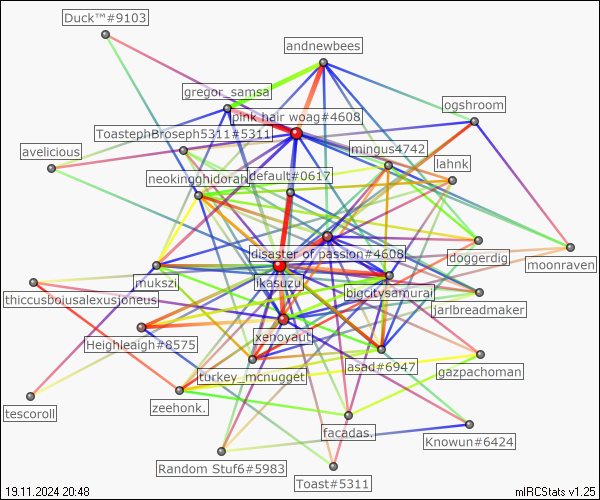 Duck™#9103
andnewbees
gregor_samsa
pink hair woag#4608
ogshroom
ToastephBroseph5311#5311
mingus4742
avelicious
lahnk
default#0617
neokingghidorah
disaster of passion#4608
doggerdig
moonraven
mukszi
ikasuzu
bigcitysamurai
thiccusboiusalexusjoneus
jarlbreadmaker
Heighleaigh#8575
xenoyaut
asad#6947
gazpachoman
turkey_mcnugget
zeehonk.
tescoroll
facadas.
Knowun#6424
Random Stuf6#5983
Toast#5311
19.11.2024 20:48
mIRCStats v1.25